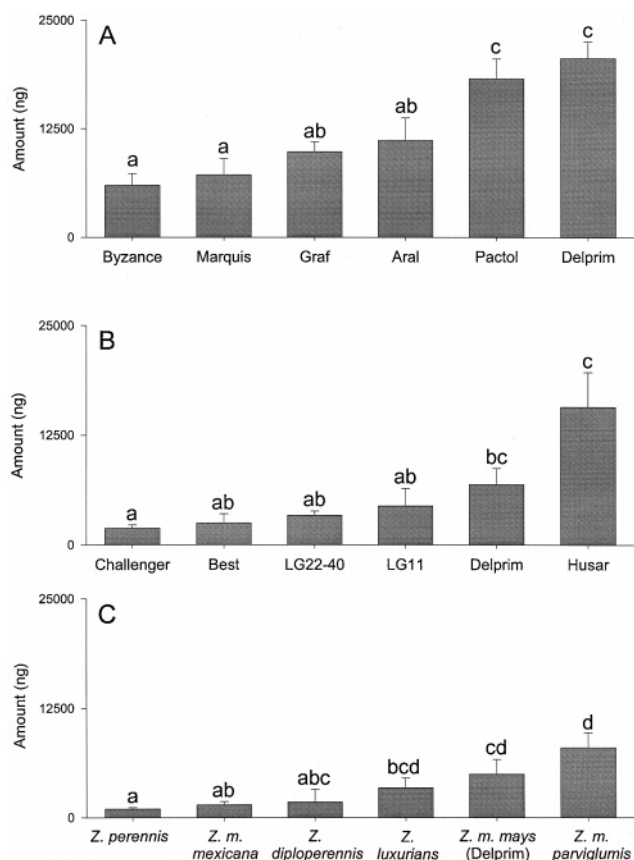 A
25000
12500
0
Amount (ng)
a
a
ab
ab
c
c
Byzance
Marquis
Graf
Aral
Pactol
Delprim
B
25000
12500
0
Amount (ng)
a
ab
ab
ab
bc
c
Challenger
Best
LG22-40
LG11
Delprim
Husar
C
25000
12500
0
Amount (ng)
a
ab
abc
bcd
cd
d
Z. perennis
Z. m.
mexicana
Z.
diploperennis
Z.
luxurians
Z. m. mays
(Delprim)
Z. m.
parviglumis